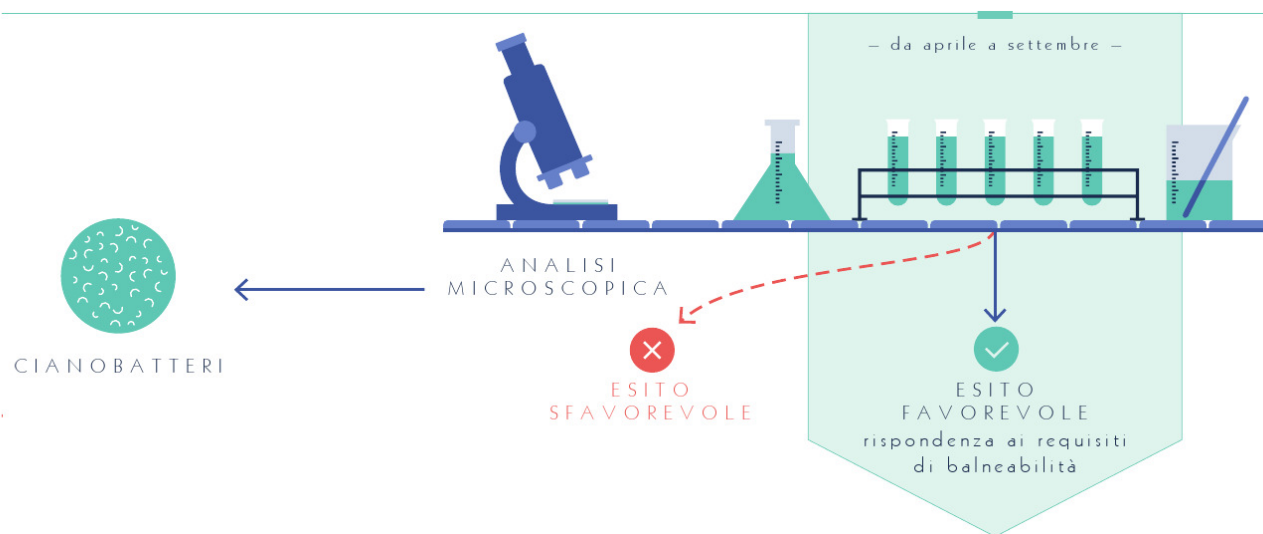 – da aprile a settembre –
ANALISI
MICROSCOPICA
CIANOBATTERI
ESITO
SFAVOREVOLE
ESITO
FAVOREVOLE
rispondenza ai requisiti
di balneabilità